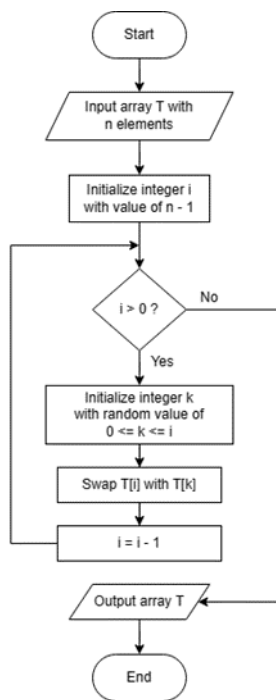 Start
Input array T with
n elements
Initialize integer i
with value of n - 1
i > 0 ?
No
Yes
Initialize integer k
with random value of
0 <= k <= i
Swap T[i] with T[k]
i = i - 1
Output array T
End